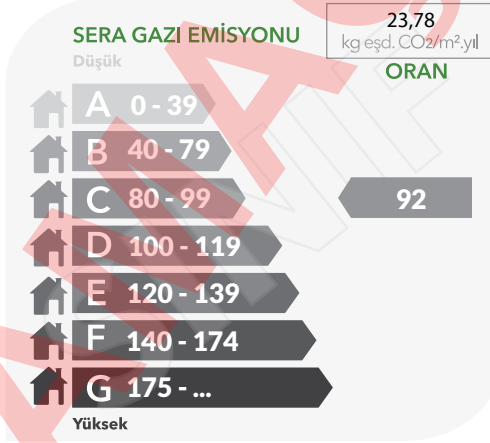 SERA GAZI EMİSYONU
23,78
kg eşd. CO2/m².yıl
Düşük
ORAN
A 0 - 39
B 40 - 79
C 80 - 99
92
D 100 - 119
E 120 - 139
F 140 - 174
G 175 - ...
Yüksek